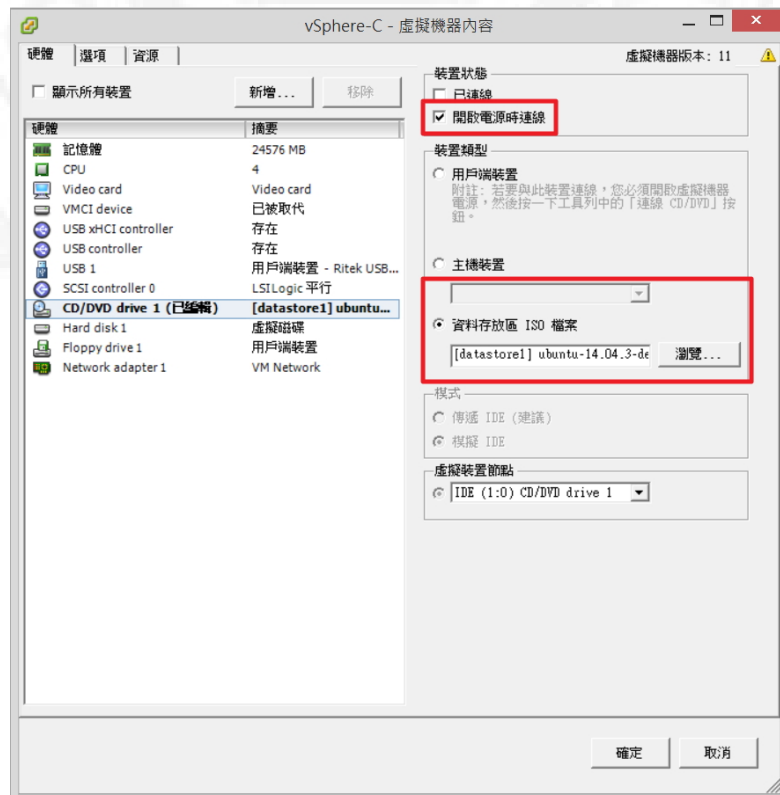 vSphere-C - 虛擬機器內容
硬體 選項 資源
虛擬機器版本: 11
顯示所有裝置 新增... 移除
硬體 摘要
記憶體 24576 MB
CPU 4
Video card Video card
VMCI device 已被取代
USB xHCI controller 存在
USB controller 存在
USB 1 用戶端裝置 - Ritek USB...
SCSI controller 0 LSILogic 平行
CD/DVD drive 1 (已編輯) [datastore1] ubuntu...
Hard disk 1 虛擬磁碟
Floppy drive 1 用戶端裝置
Network adapter 1 VM Network
裝置狀態
已連線
開啟電源時連線
裝置類型
用戶端裝置
附註: 若要與此裝置連線，您必須開啟虛擬機器
電源，然後按一下工具列中的「連線 CD/DVD」按
鈕。
主機裝置
資料存放區 ISO 檔案
[datastore1] ubuntu-14.04.3-de 瀏覽...
模式
傳遞 IDE (建議)
模擬 IDE
虛擬裝置節點
IDE (1:0) CD/DVD drive 1
確定 取消